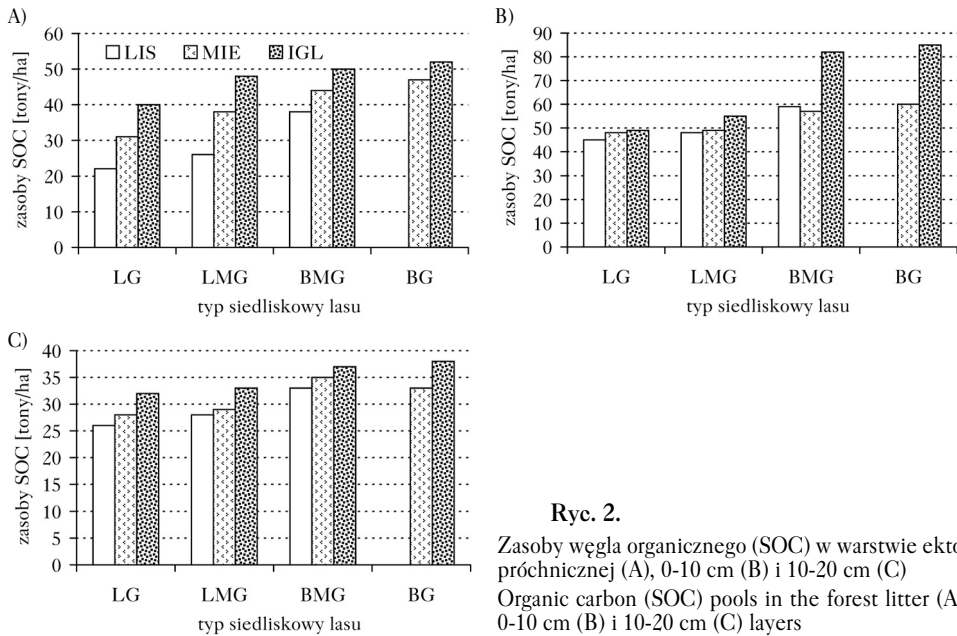 A)
60
50
40
30
20
10
0
zasoby SOC [tony/ha]
LIS MIE IGL
LG LMG BMG BG
typ siedliskowy lasu
B)
90
80
70
60
50
40
30
20
10
0
zasoby SOC [tony/ha]
LG LMG BMG BG
typ siedliskowy lasu
C)
40
35
30
25
20
15
10
5
0
zasoby SOC [tony/ha]
LG LMG BMG BG
typ siedliskowy lasu
Ryc. 2.
Zasoby węgla organicznego (SOC) w warstwie ekto
próchnicznej (A), 0-10 cm (B) i 10-20 cm (C)
Organic carbon (SOC) pools in the forest litter (A
0-10 cm (B) i 10-20 cm (C) layers